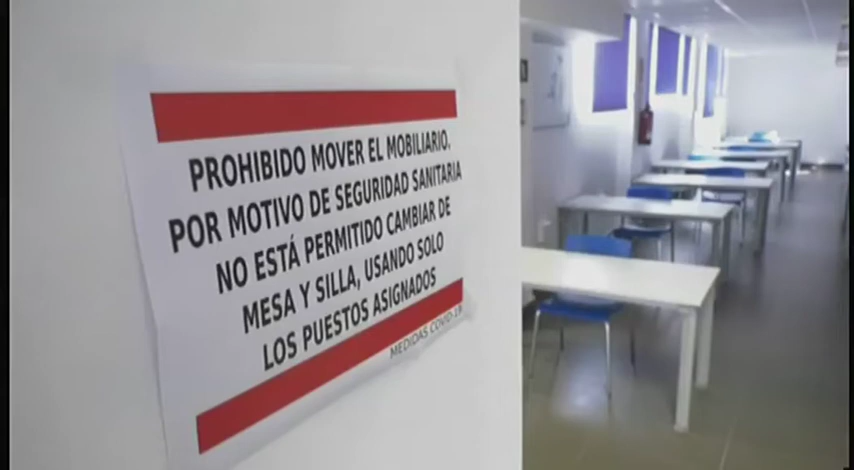 PROHIBIDO MOVER EL MOBILIARIO.
POR MOTIVO DE SEGURIDAD SANITARIA
NO ESTÁ PERMITIDO CAMBIAR DE
MESA Y SILLA, USANDO SOLO
LOS PUESTOS ASIGNADOS
MEDIDAS COVID-19